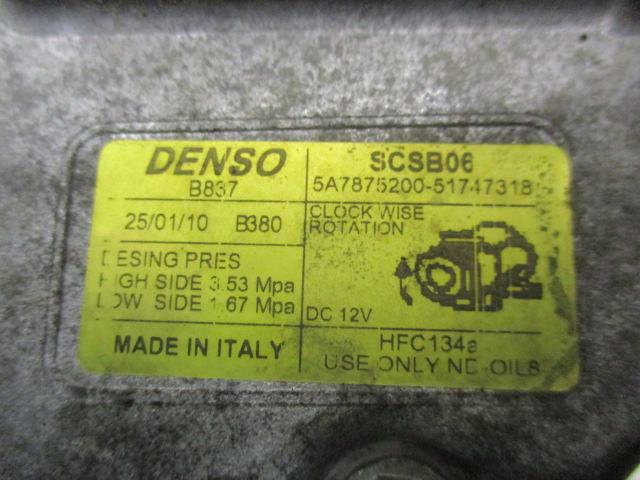 DENSO
B837
SCSB06
5A7875200-51747318
25/01/10 B380
CLOCK WISE
ROTATION
DESING PRES
HIGH SIDE 3.53 Mpa
LOW SIDE 1.67 Mpa
DC 12V
MADE IN ITALY
HFC134a
USE ONLY ND-OIL8